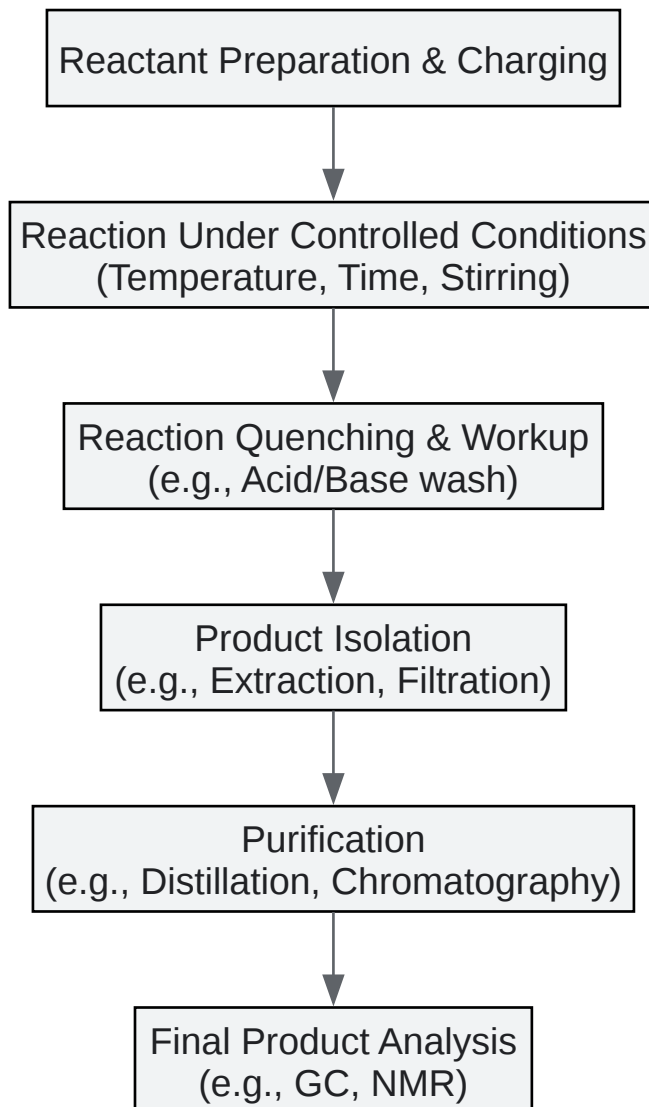 Reactant Preparation & Charging
Reaction Under Controlled Conditions
(Temperature, Time, Stirring)
Reaction Quenching & Workup
(e.g., Acid/Base wash)
Product Isolation
(e.g., Extraction, Filtration)
Purification
(e.g., Distillation, Chromatography)
Final Product Analysis
(e.g., GC, NMR)